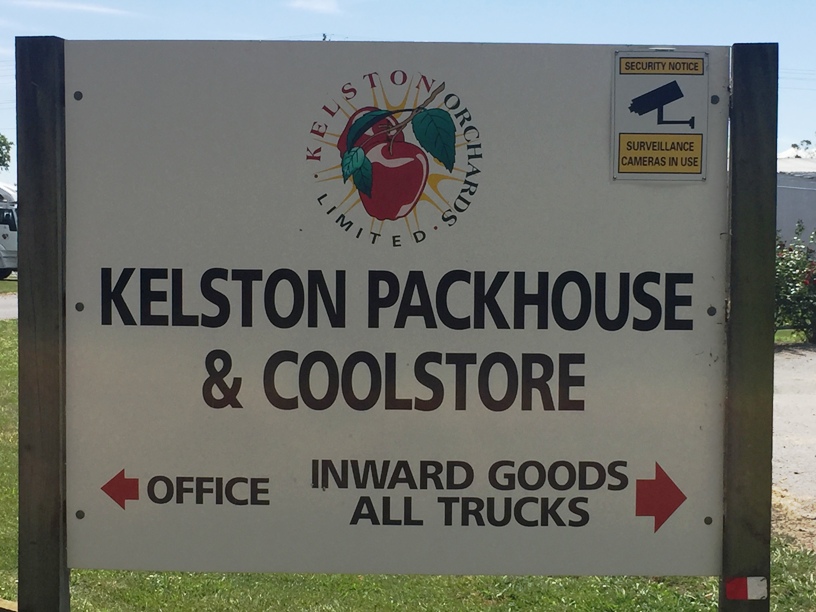 KELSTON ORCHARDS
LIMITED
SECURITY NOTICE
SURVEILLANCE
CAMERAS IN USE
KELSTON PACKHOUSE
& COOLSTORE
OFFICE
INWARD GOODS
ALL TRUCKS